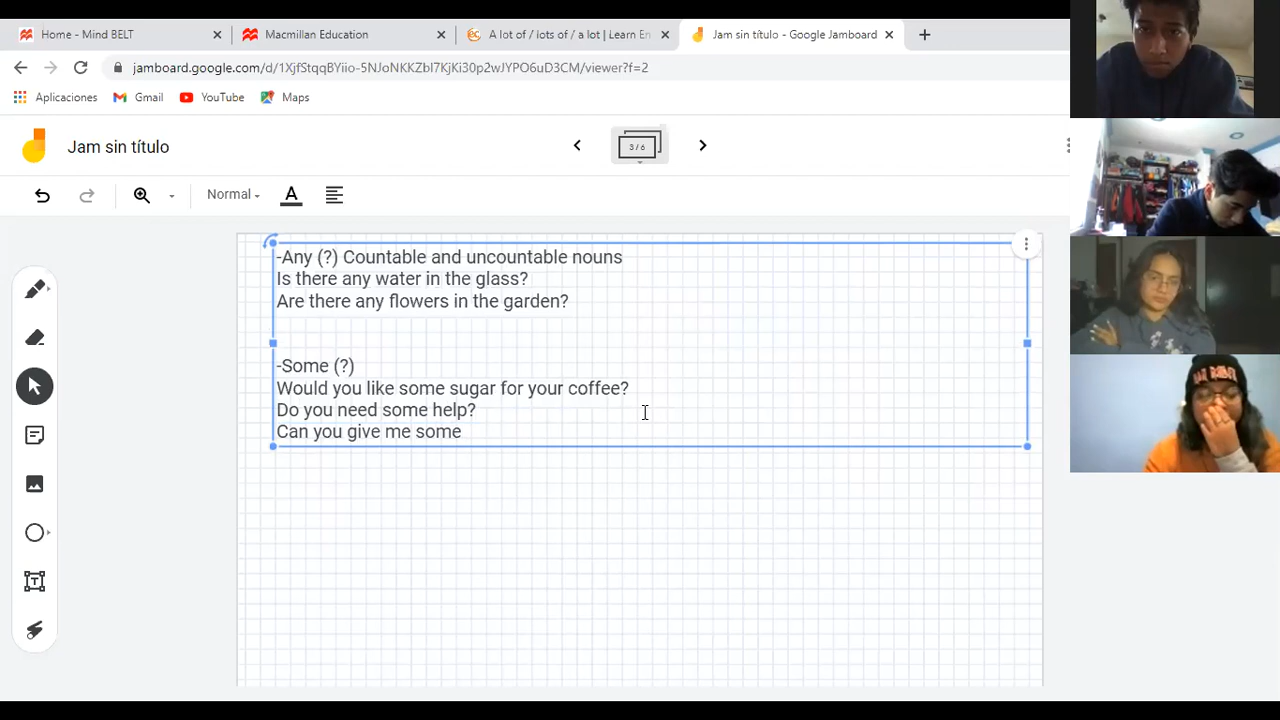 Home - Mind BELT
Macmillan Education
A lot of / lots of / a lot | Learn En
Jam sin título - Google Jamboard
jamboard.google.com/d/1XjfStqqBYiio-5NJoNKKZbl7KjKi30p2wJYPO6uD3CM/viewer?f=2
Aplicaciones
Gmail
YouTube
Maps
Jam sin título
3 / 6
Normal
-Any (?) Countable and uncountable nouns
Is there any water in the glass?
Are there any flowers in the garden?
-Some (?)
Would you like some sugar for your coffee?
Do you need some help?
Can you give me some